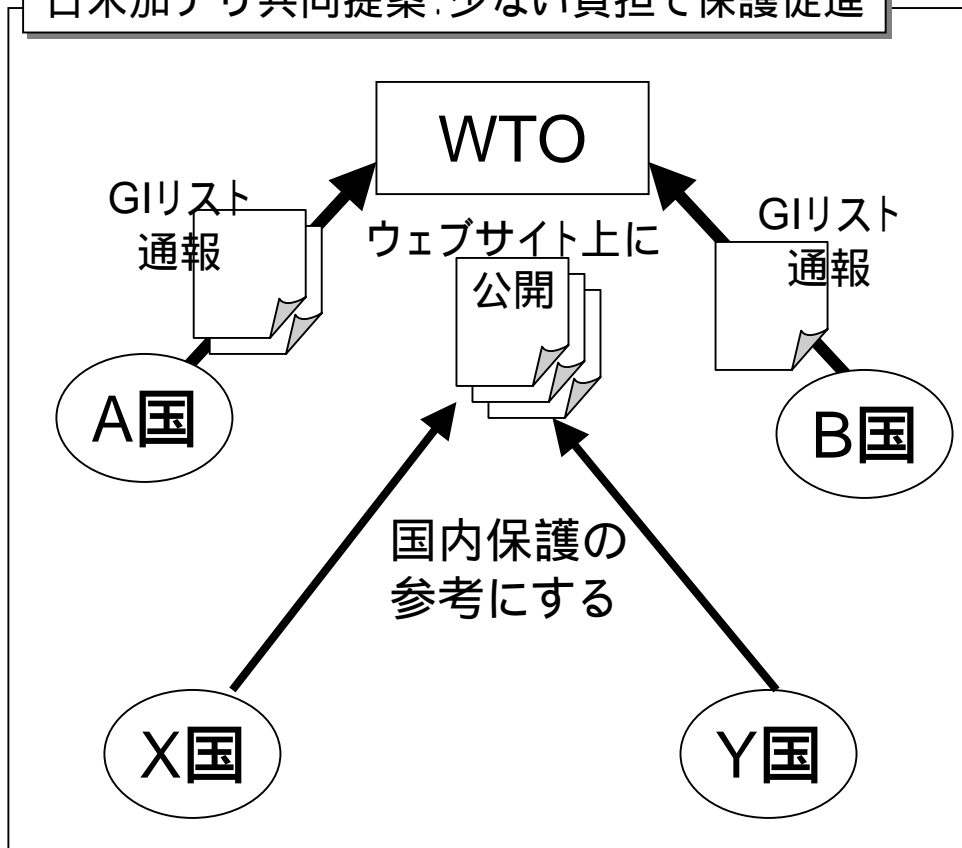 日米加チリ共同提案:少ない負担で保護促進
WTO
GIリスト
通報
ウェブサイト上に
公開
GIリスト
通報
A国
B国
国内保護の
参考にする
X国
Y国